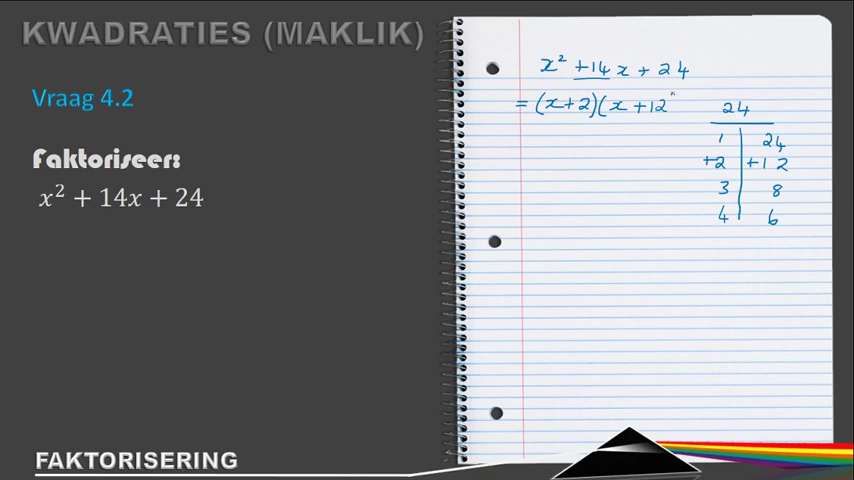 KWADRATIES (MAKLIK)
Vraag 4.2
Faktoriseer:
x² + 14x + 24
x² +14x + 24
= (x+2)(x+12
24
1 24
+2 +12
3 8
4 6
FAKTORISERING